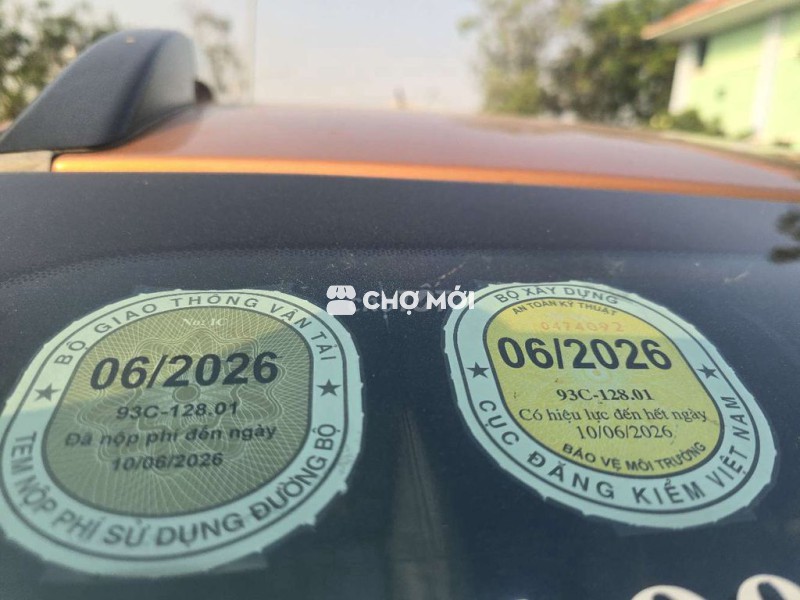 BỘ GIAO THÔNG VẬN TẢI
06/2026
93C-128.01
Đã nộp phí đến ngày
10/06/2026
TEM NỘP PHÍ SỬ DỤNG ĐƯỜNG BỘ
CHỢ MỚI
BỘ XÂY DỰNG
AN TOÀN KỸ THUẬT
06/2026
93C-128.01
Có hiệu lực đến hết ngày
10/06/2026
BẢO VỆ MÔI TRƯỜNG
CỤC ĐĂNG KIỂM VIỆT NAM